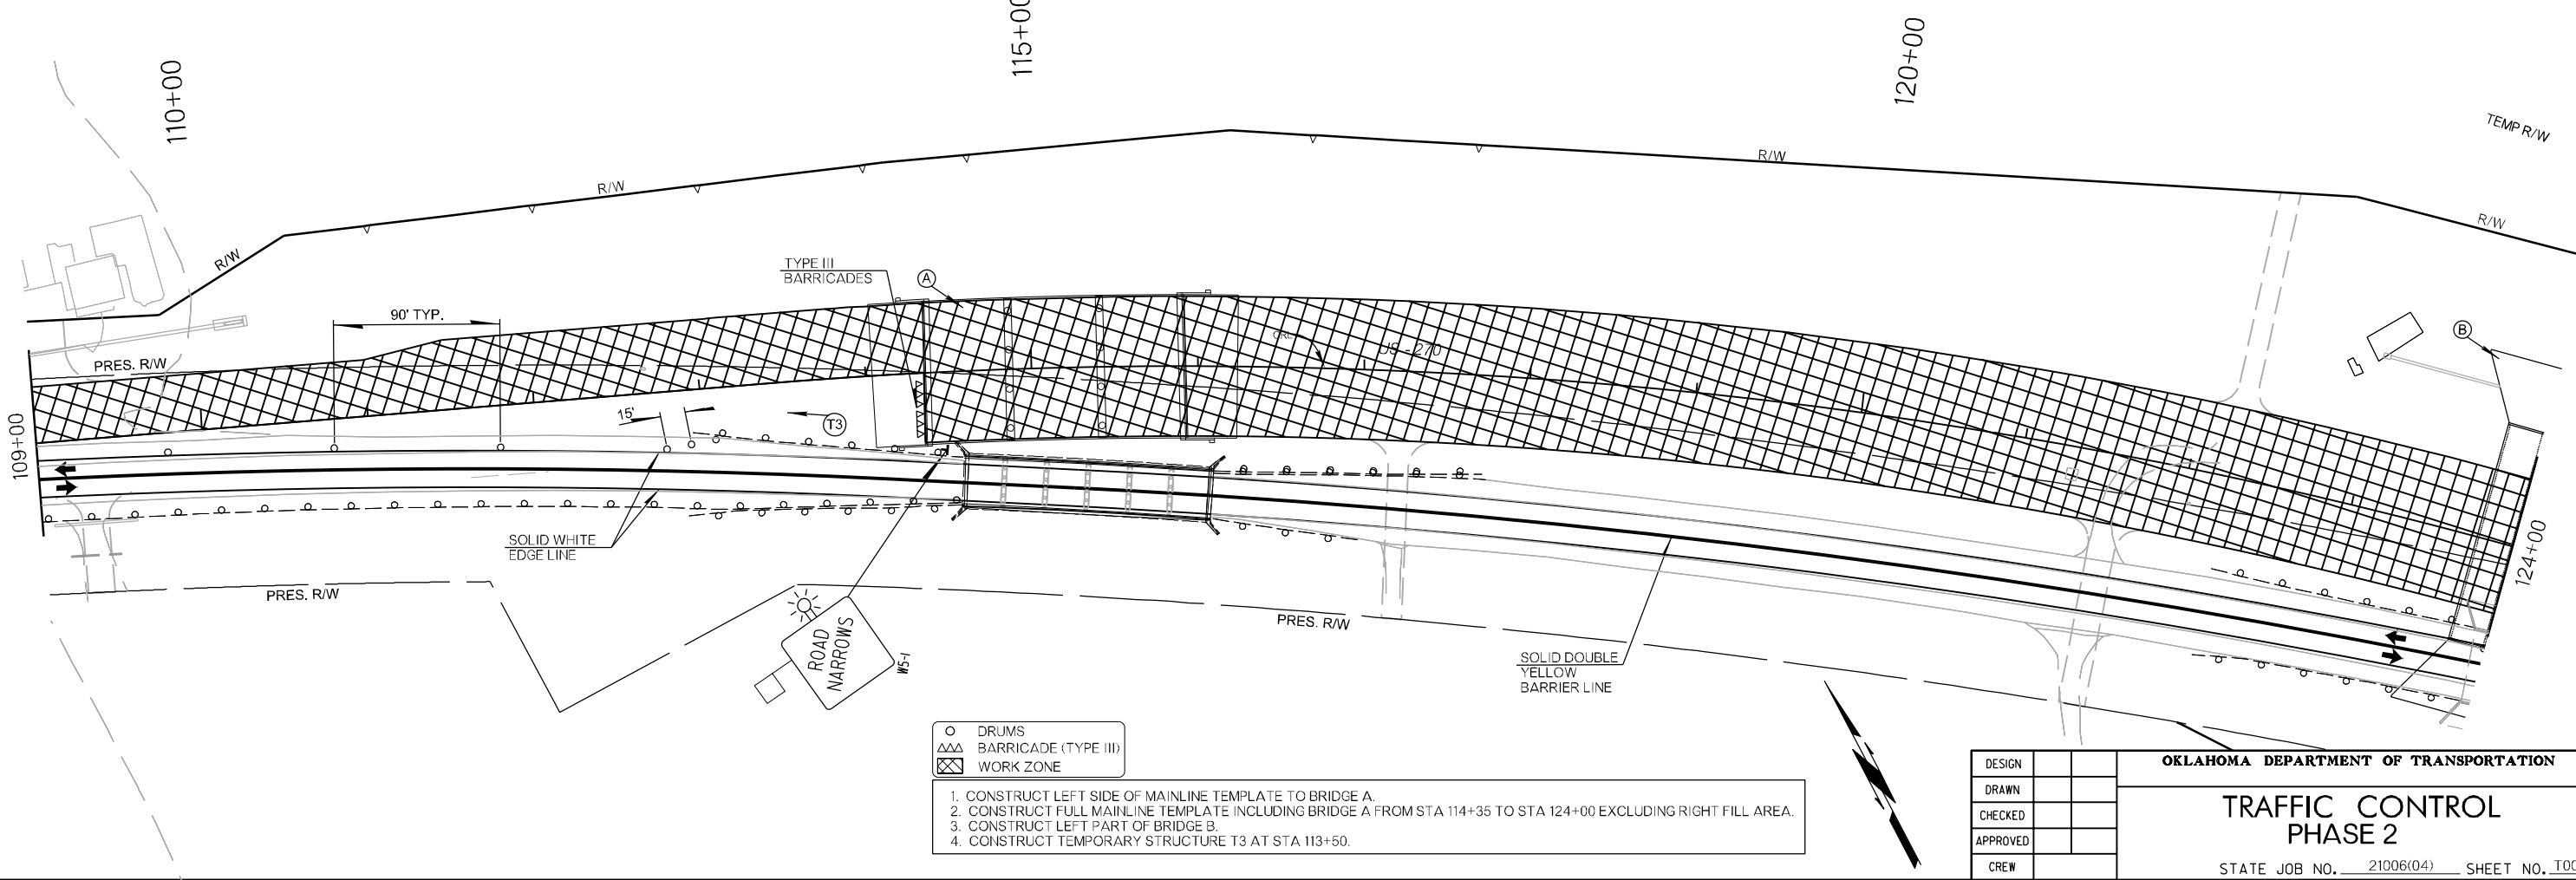 115+00
120+00
110+00
TEMP R/W
R/W
R/W
R/W
R/W
TYPE III
BARRICADES
A
90' TYP.
B
CRL
US - 270
PRES. R/W
15'
T3
109+00
124+00
SOLID WHITE
EDGE LINE
PRES. R/W
ROAD
NARROWS
W5-1
PRES. R/W
SOLID DOUBLE
YELLOW
BARRIER LINE
DRUMS
BARRICADE (TYPE III)
WORK ZONE
1. CONSTRUCT LEFT SIDE OF MAINLINE TEMPLATE TO BRIDGE A.
2. CONSTRUCT FULL MAINLINE TEMPLATE INCLUDING BRIDGE A FROM STA 114+35 TO STA 124+00 EXCLUDING RIGHT FILL AREA.
3. CONSTRUCT LEFT PART OF BRIDGE B.
4. CONSTRUCT TEMPORARY STRUCTURE T3 AT STA 113+50.
DESIGN
DRAWN
CHECKED
APPROVED
CREW
OKLAHOMA DEPARTMENT OF TRANSPORTATION
TRAFFIC CONTROL
PHASE 2
STATE JOB NO. 21006(04) SHEET NO.